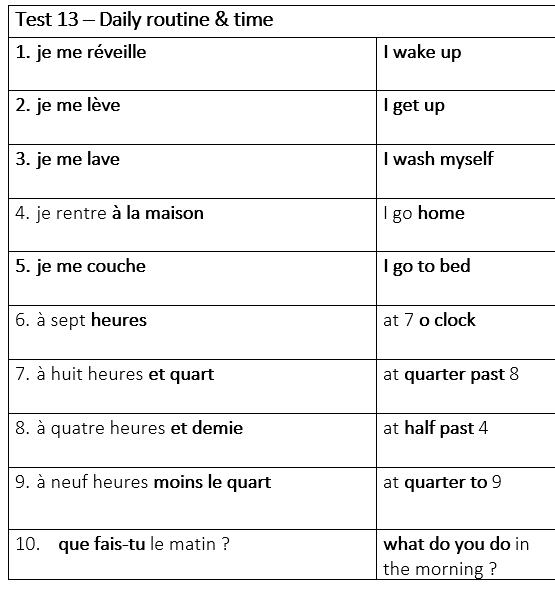 Test 13 – Daily routine & time
1. je me réveille
I wake up
2. je me lève
I get up
3. je me lave
I wash myself
4. je rentre à la maison
I go home
5. je me couche
I go to bed
6. à sept heures
at 7 o clock
7. à huit heures et quart
at quarter past 8
8. à quatre heures et demie
at half past 4
9. à neuf heures moins le quart
at quarter to 9
10. que fais-tu le matin ?
what do you do in
the morning ?